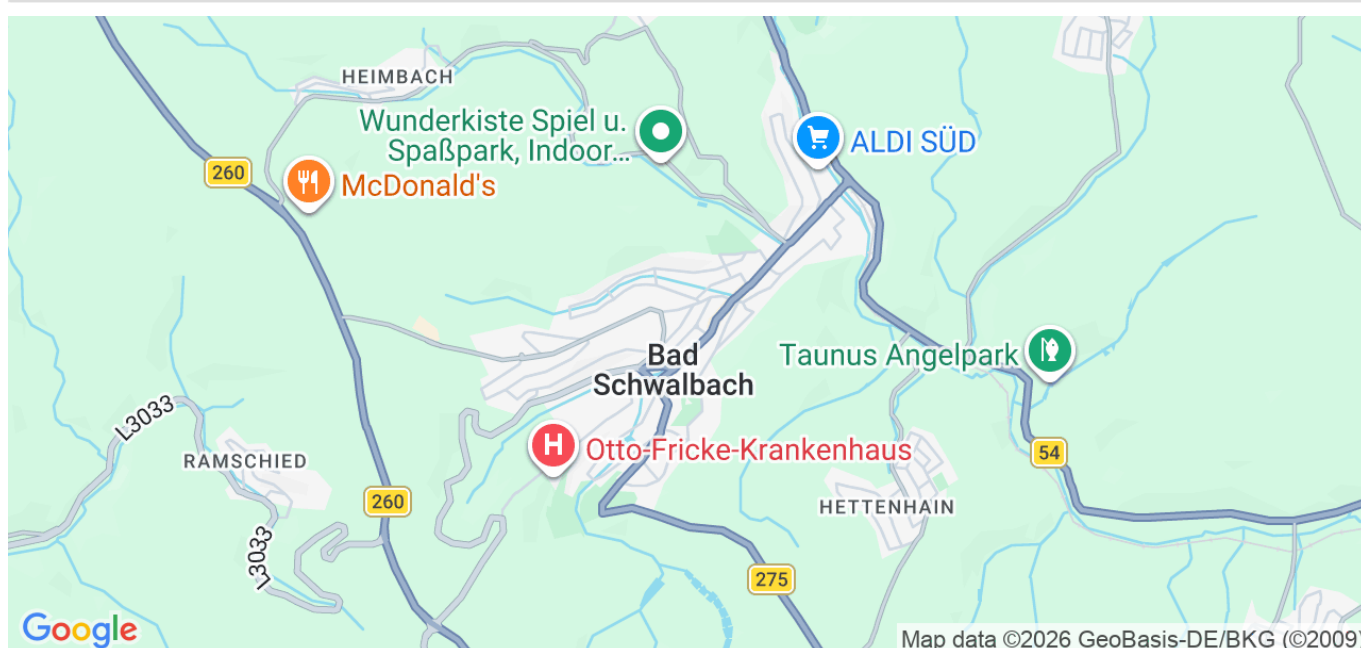 HEIMBACH
Wunderkiste Spiel u.
Spaßpark, Indoor...
ALDI SÜD
260
McDonald's
Bad
Schwalbach
Taunus Angelpark
L3033
RAMSCHIED
Otto-Fricke-Krankenhaus
54
260
HETTENHAIN
L3033
275
Google
Map data ©2026 GeoBasis-DE/BKG (©2009)